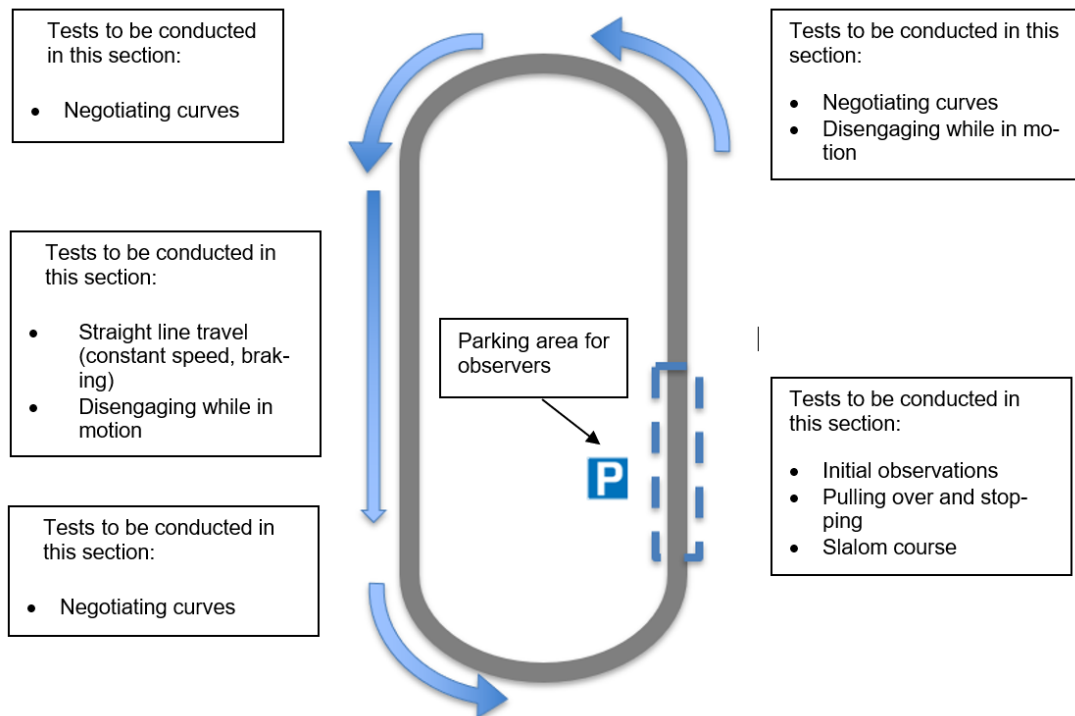 Tests to be conducted
in this section:
• Negotiating curves
Tests to be conducted in this
section:
• Negotiating curves
• Disengaging while in mo-
tion
Tests to be conducted in
this section:
• Straight line travel
(constant speed, brak-
ing)
• Disengaging while in
motion
Parking area for
observers
P
Tests to be conducted in
this section:
• Initial observations
• Pulling over and stop-
ping
• Slalom course
Tests to be conducted in
this section:
• Negotiating curves